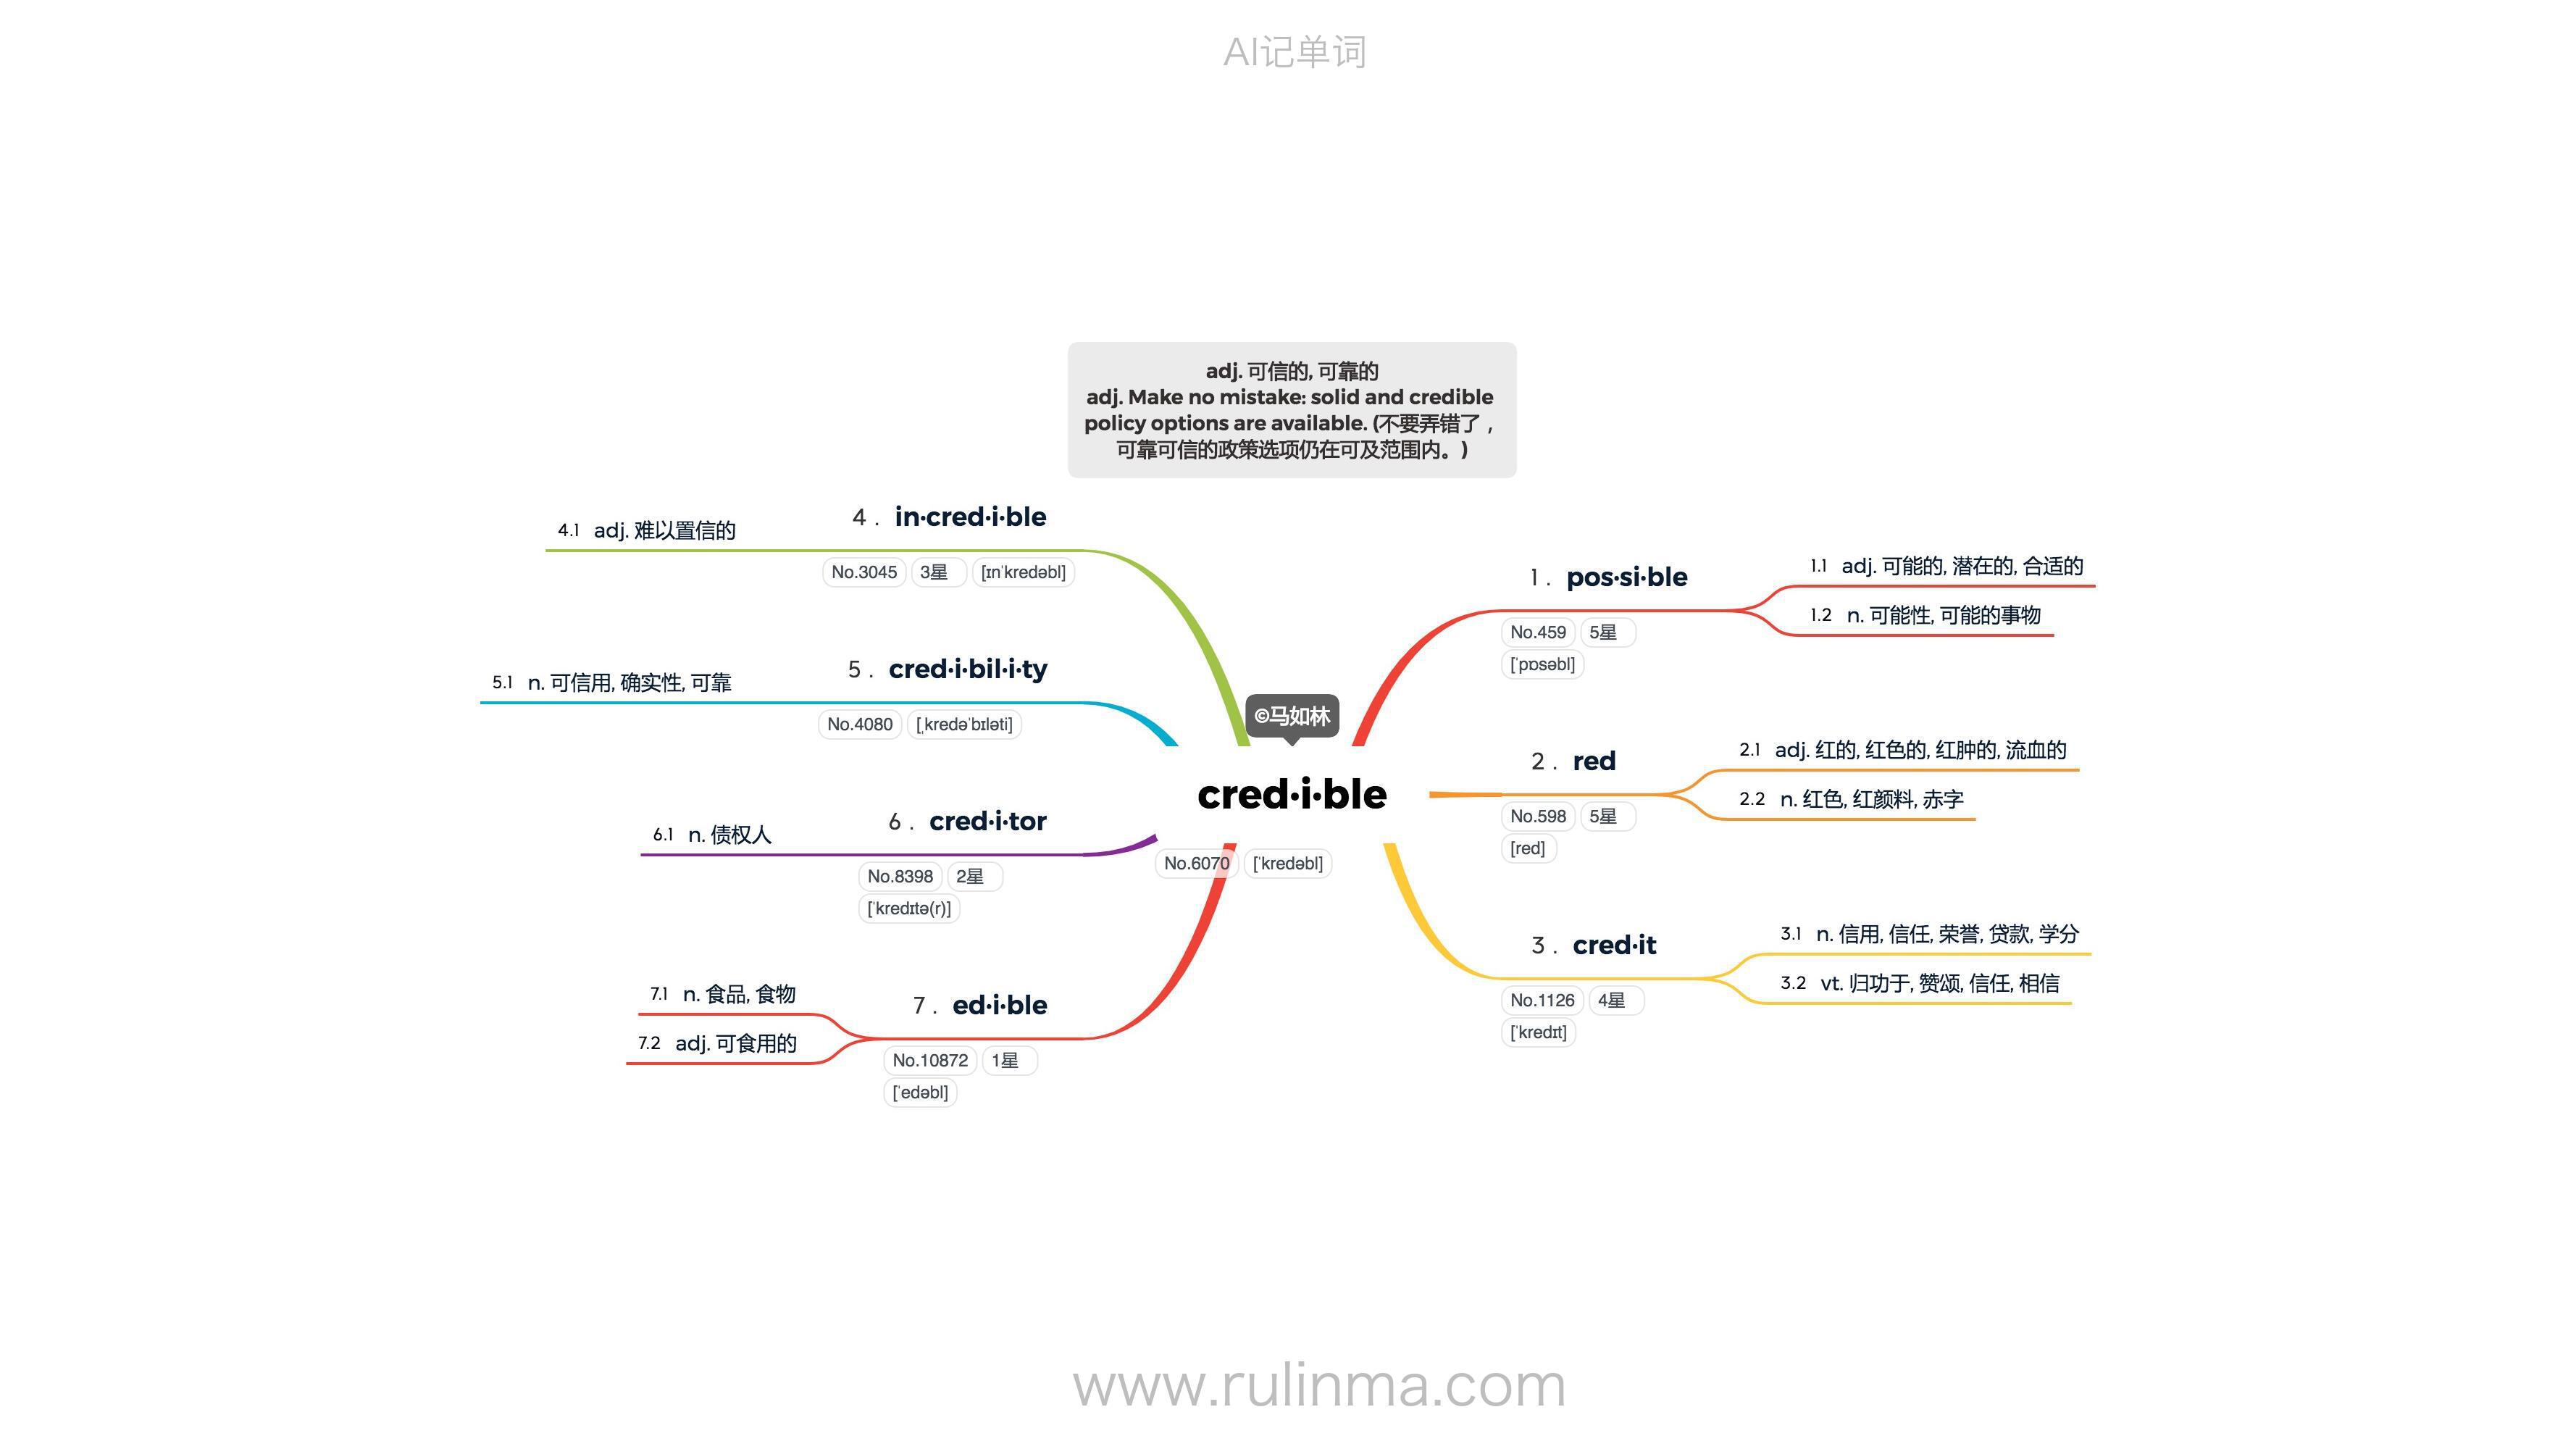 AI记单词
adj. 可信的, 可靠的
adj. Make no mistake: solid and credible
policy options are available. (不要弄错了，
可靠可信的政策选项仍在可及范围内。)
©马如林
cred·i·ble
No.6070 [ˈkredəbl]
1. pos·si·ble
No.459 5星
[ˈpɒsəbl]
1.1 adj. 可能的, 潜在的, 合适的
1.2 n. 可能性, 可能的事物
2. red
No.598 5星
[red]
2.1 adj. 红的, 红色的, 红肿的, 流血的
2.2 n. 红色, 红颜料, 赤字
3. cred·it
No.1126 4星
[ˈkredɪt]
3.1 n. 信用, 信任, 荣誉, 贷款, 学分
3.2 vt. 归功于, 赞颂, 信任, 相信
4. in·cred·i·ble
No.3045 3星 [ɪnˈkredəbl]
4.1 adj. 难以置信的
5. cred·i·bil·i·ty
No.4080 [ˌkredəˈbɪləti]
5.1 n. 可信用, 确实性, 可靠
6. cred·i·tor
No.8398 2星
[ˈkredɪtə(r)]
6.1 n. 债权人
7. ed·i·ble
No.10872 1星
[ˈedəbl]
7.1 n. 食品, 食物
7.2 adj. 可食用的
www.rulinma.com